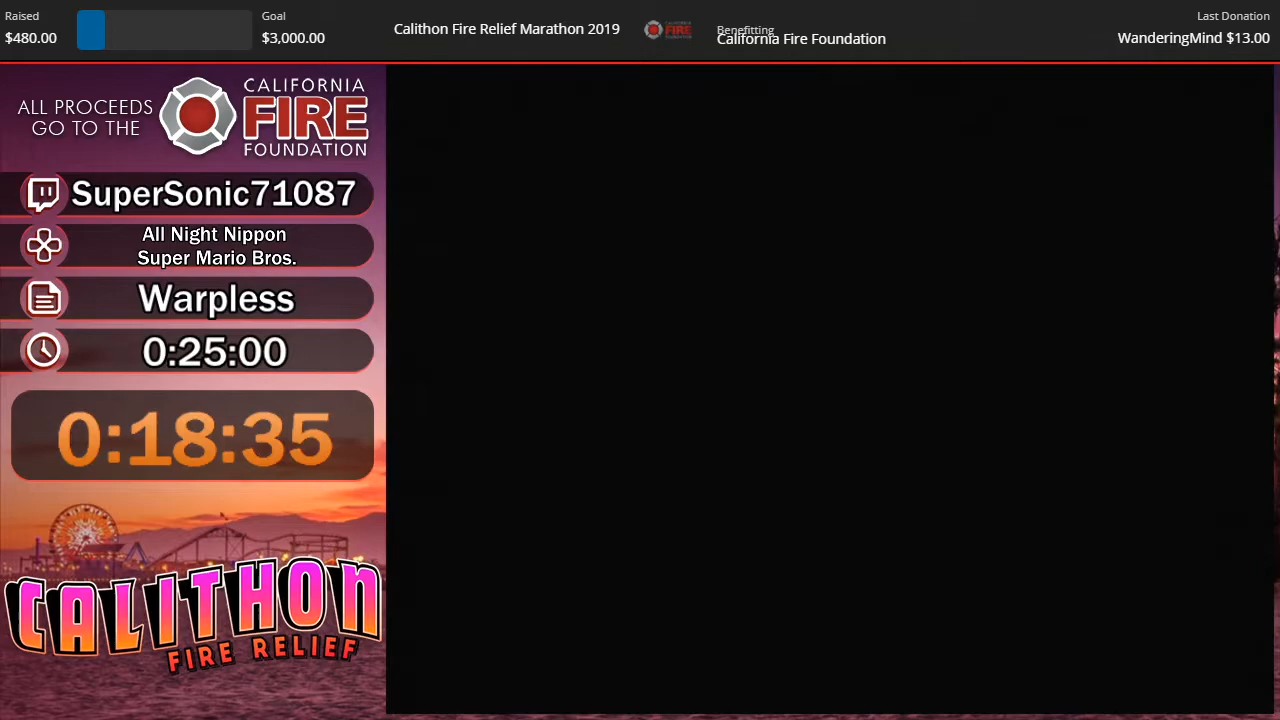 Raised
$480.00
Goal
$3,000.00
Calithon Fire Relief Marathon 2019
FIRE
Benefitting
California Fire Foundation
Last Donation
WanderingMind $13.00
ALL PROCEEDS
GO TO THE
CALIFORNIA
FIRE
FOUNDATION
SuperSonic71087
All Night Nippon
Super Mario Bros.
Warpless
0:25:00
0:18:35
CALITHON
FIRE RELIEF